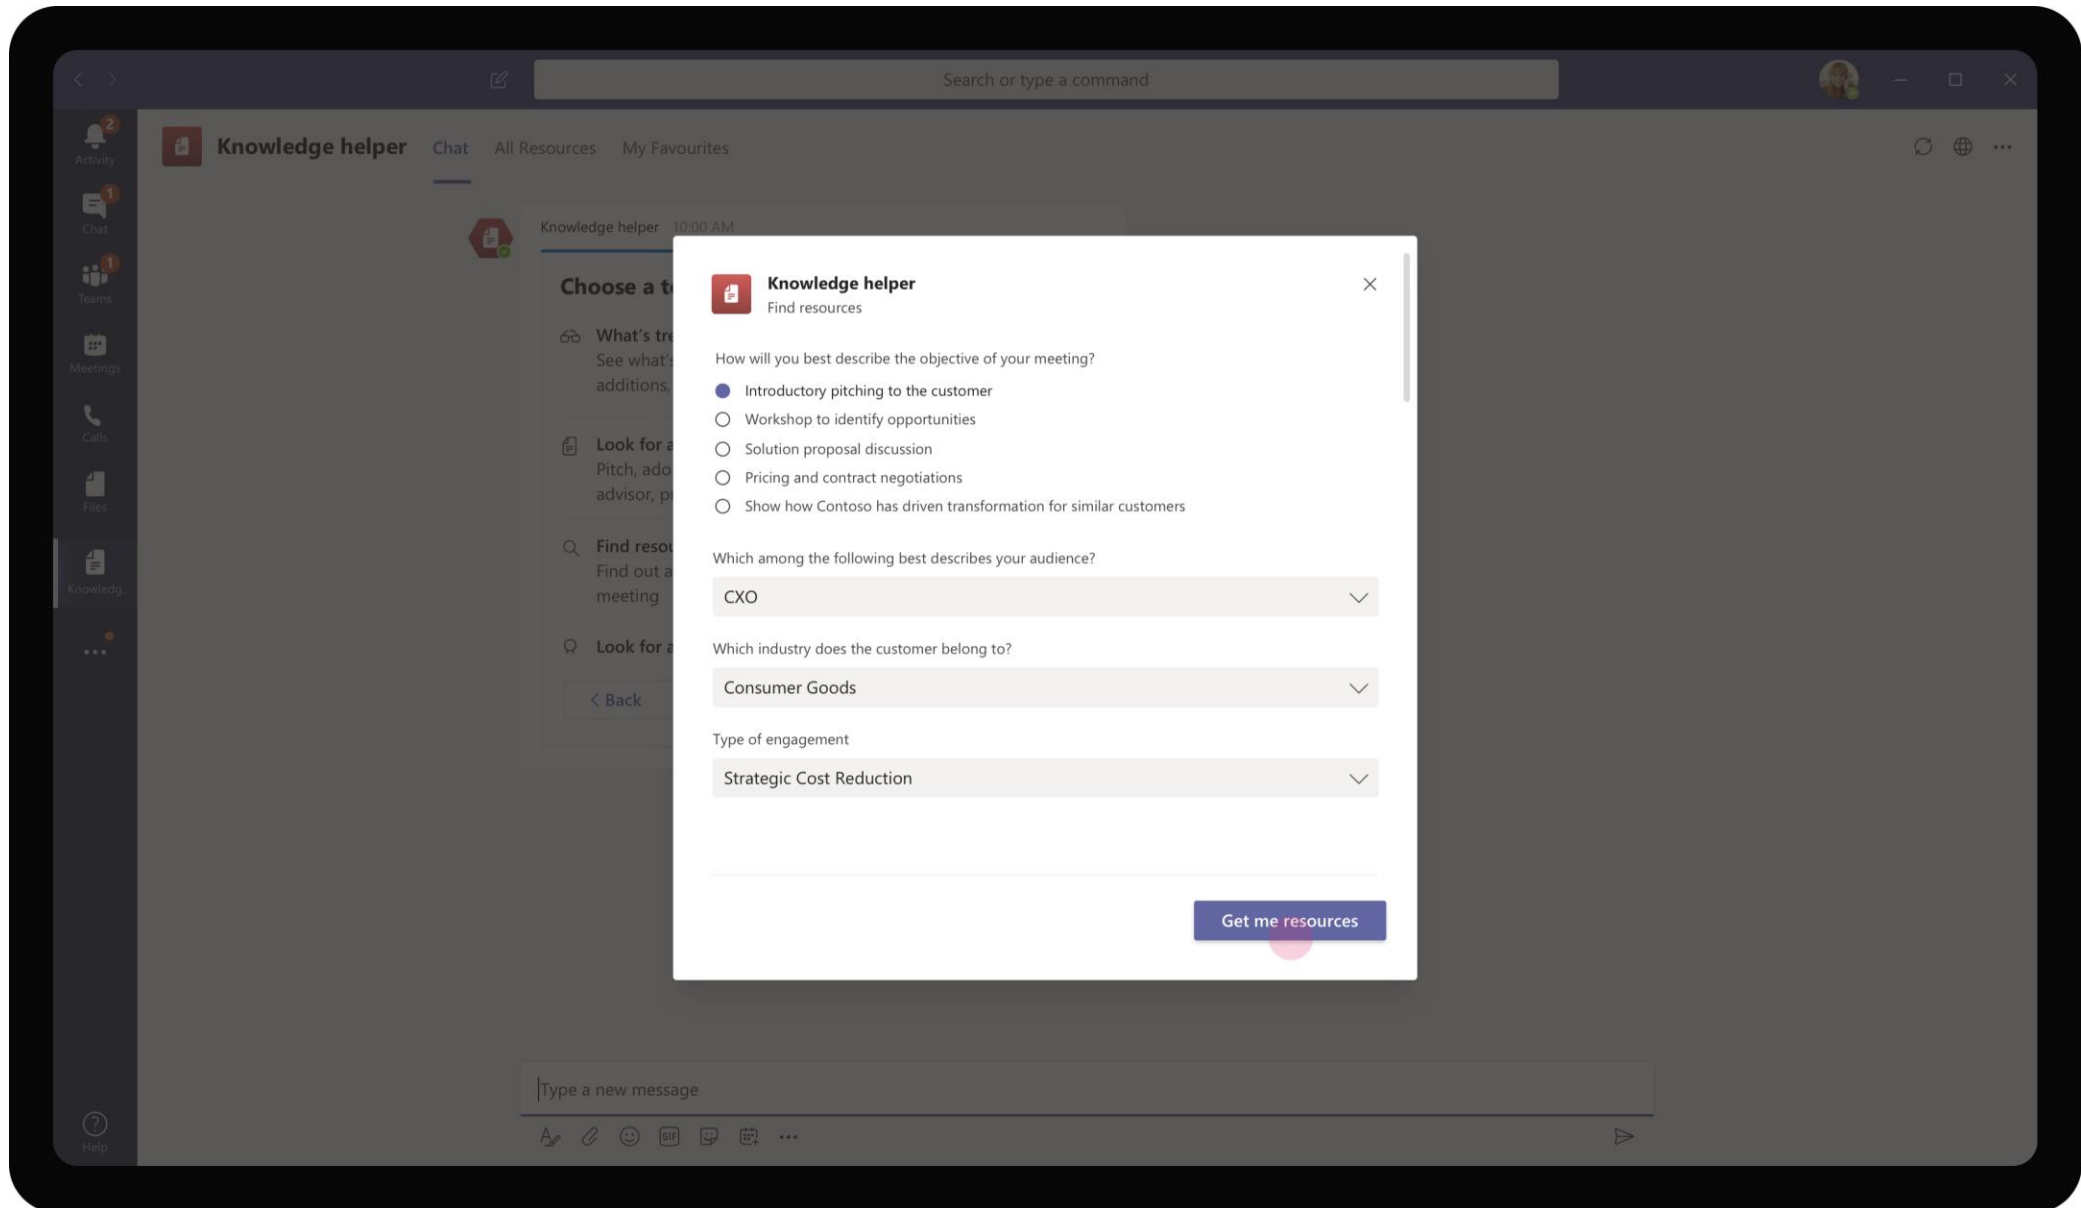 Search or type a command
2
Activity
1
Chat
1
Teams
Meetings
Calls
Files
Knowledg..
Help
Knowledge helper Chat All Resources My Favourites
Knowledge helper 10:00 AM
Choose a
What's
See what's
additions,
Look for a
Pitch,
advisor,
Find
Find out a
meeting
Look for a
< Back
Knowledge helper
Find resources
How will you best describe the objective of your meeting?
Introductory pitching to the customer
Workshop to identify opportunities
Solution proposal discussion
Pricing and contract negotiations
Show how Contoso has driven transformation for similar customers
Which among the following best describes your audience?
CXO
Which industry does the customer belong to?
Consumer Goods
Type of engagement
Strategic Cost Reduction
Get me resources
Type a new message
GIF